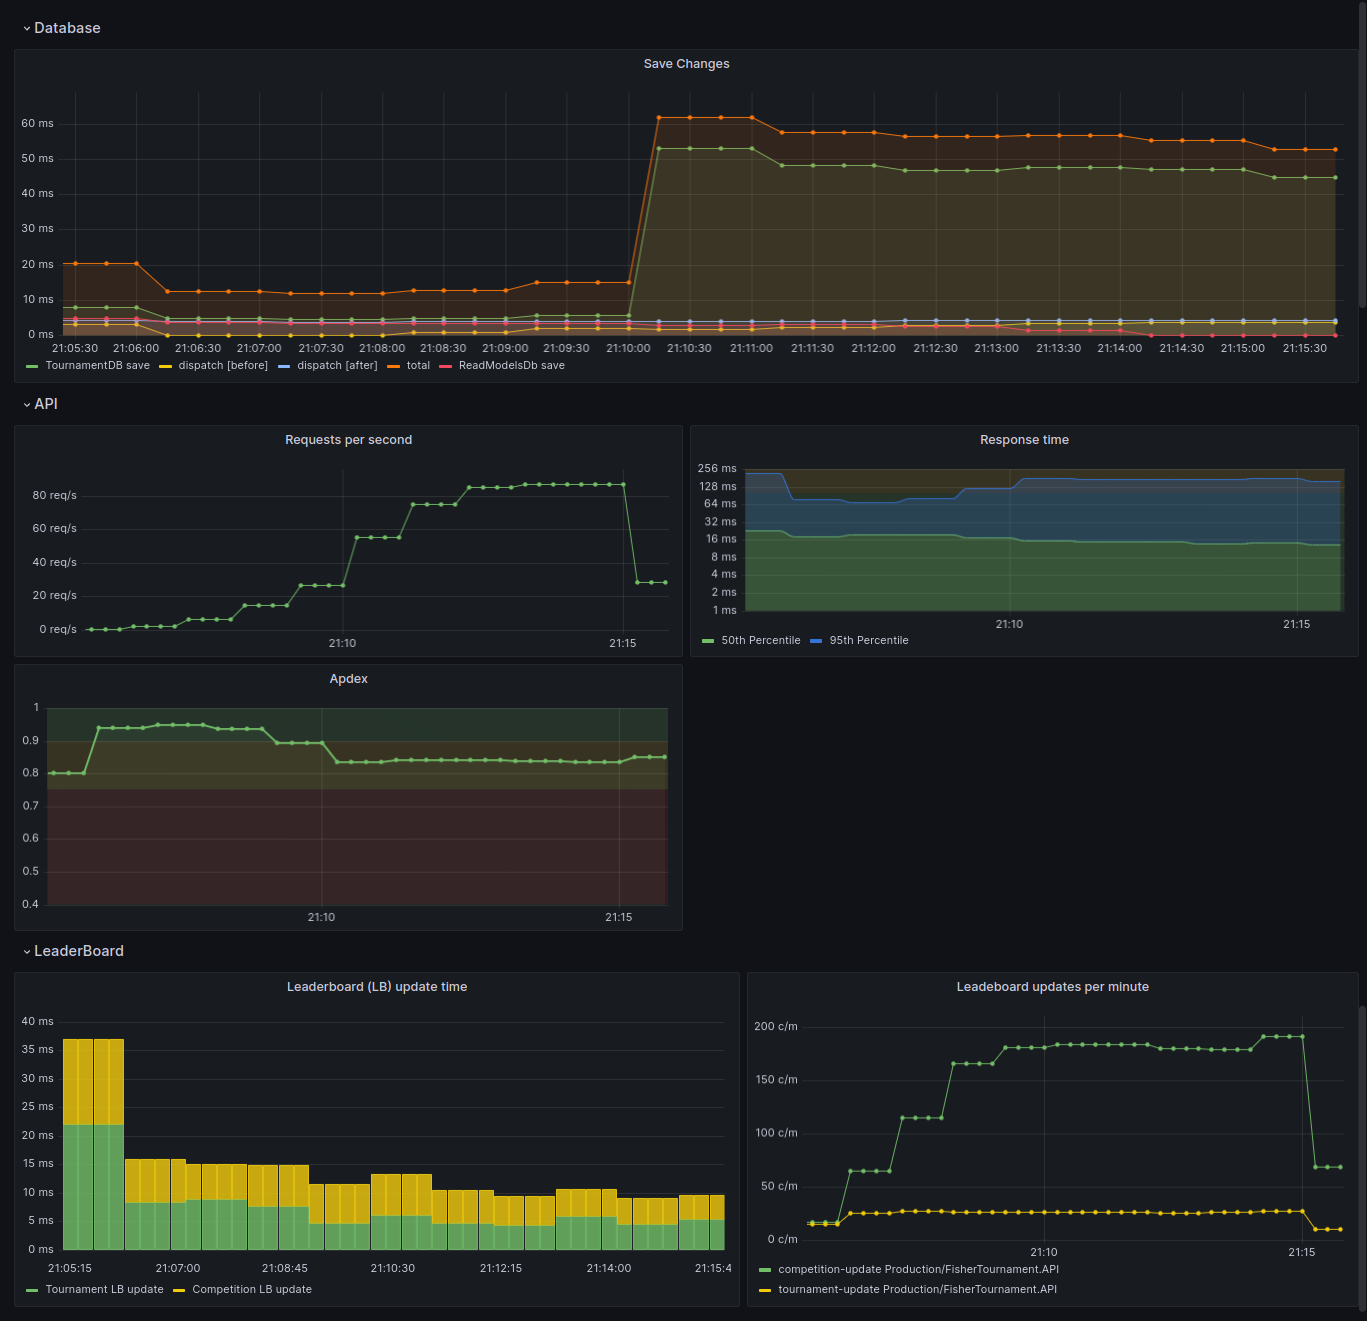 Database
Save Changes
60 ms
50 ms
40 ms
30 ms
20 ms
10 ms
0 ms
21:05:30 21:06:00 21:06:30 21:07:00 21:07:30 21:08:00 21:08:30 21:09:00 21:09:30 21:10:00 21:10:30 21:11:00 21:11:30 21:12:00 21:12:30 21:13:00 21:13:30 21:14:00 21:14:30 21:15:00 21:15:30
TournamentDB save dispatch [before] dispatch [after] total ReadModelsDb save
API
Requests per second
80 req/s
60 req/s
40 req/s
20 req/s
0 req/s
21:10 21:15
Response time
256 ms
128 ms
64 ms
32 ms
16 ms
8 ms
4 ms
2 ms
1 ms
21:10 21:15
50th Percentile 95th Percentile
Apdex
1
0.9
0.8
0.7
0.6
0.5
0.4
21:10 21:15
LeaderBoard
Leaderboard (LB) update time
40 ms
35 ms
30 ms
25 ms
20 ms
15 ms
10 ms
5 ms
0 ms
21:05:15 21:07:00 21:08:45 21:10:30 21:12:15 21:14:00 21:15:4
Tournament LB update Competition LB update
Leadeboard updates per minute
200 c/m
150 c/m
100 c/m
50 c/m
0 c/m
21:10 21:15
competition-update Production/FisherTournament.API
tournament-update Production/FisherTournament.API